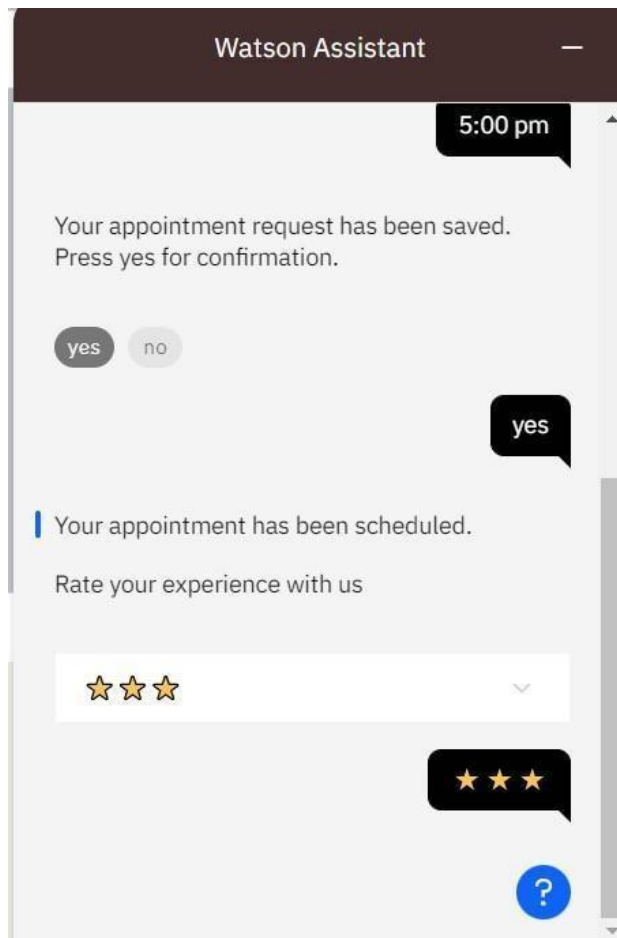 Watson Assistant
5:00 pm
Your appointment request has been saved.
Press yes for confirmation.
yes no
yes
Your appointment has been scheduled.
Rate your experience with us
?